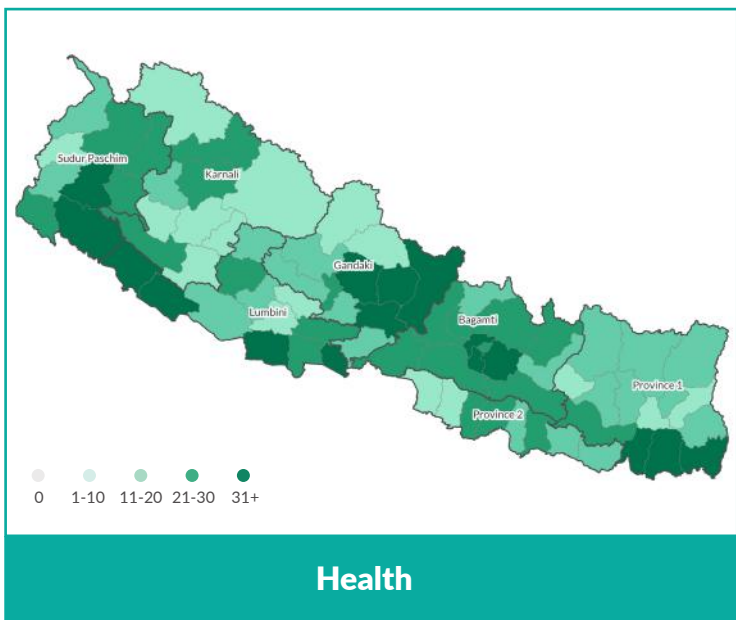 Sudur Paschim
Karnali
Gandaki
Lumbini
Bagamti
Province 1
Province 2
0 1-10 11-20 21-30 31+
Health